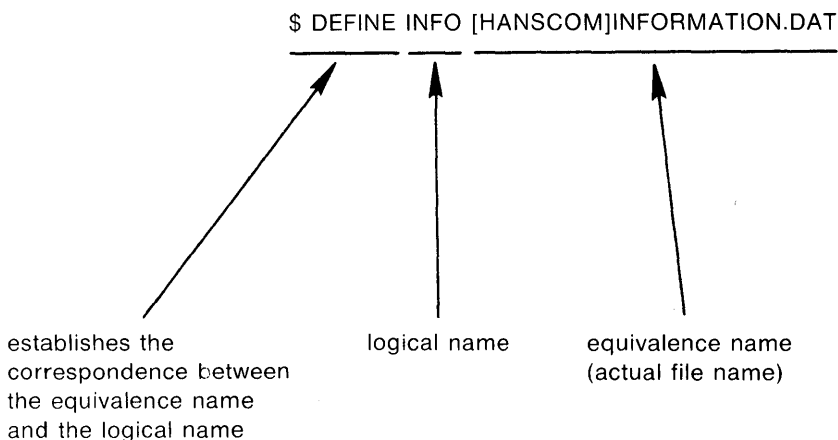 $ DEFINE INFO [HANSCOM]INFORMATION.DAT
establishes the
correspondence between
the equivalence name
and the logical name
logical name
equivalence name
(actual file name)